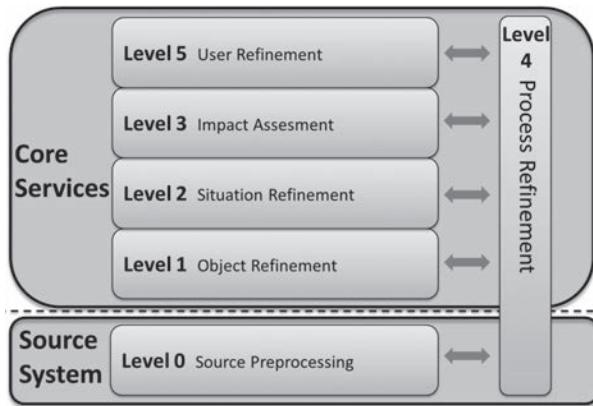 Level 5 User Refinement
Level 3 Impact Assesment
Core
Services
Level 2 Situation Refinement
Level 1 Object Refinement
Level
4
Process Refinement
Source
System
Level 0 Source Preprocessing